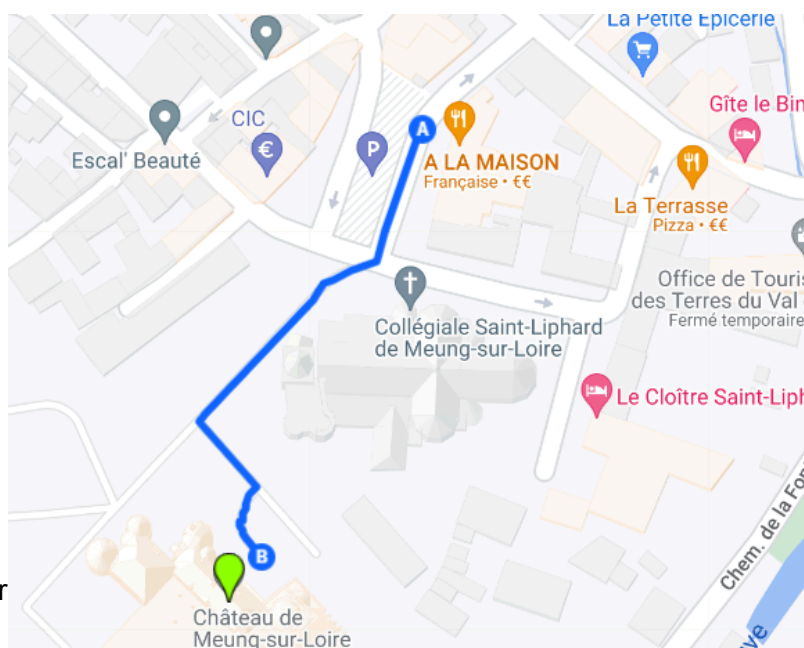 La Petite Epicerie
CIC
€
P
A
Gîte le Bin
Escal' Beauté
A LA MAISON
Française • €€
La Terrasse
Pizza • €€
Office de Touris
des Terres du Val
Fermé temporaire
Collégiale Saint-Liphard
de Meung-sur-Loire
Le Cloître Saint-Liph
Chem. de la Fon
B
r
Château de
Meung-sur-Loire